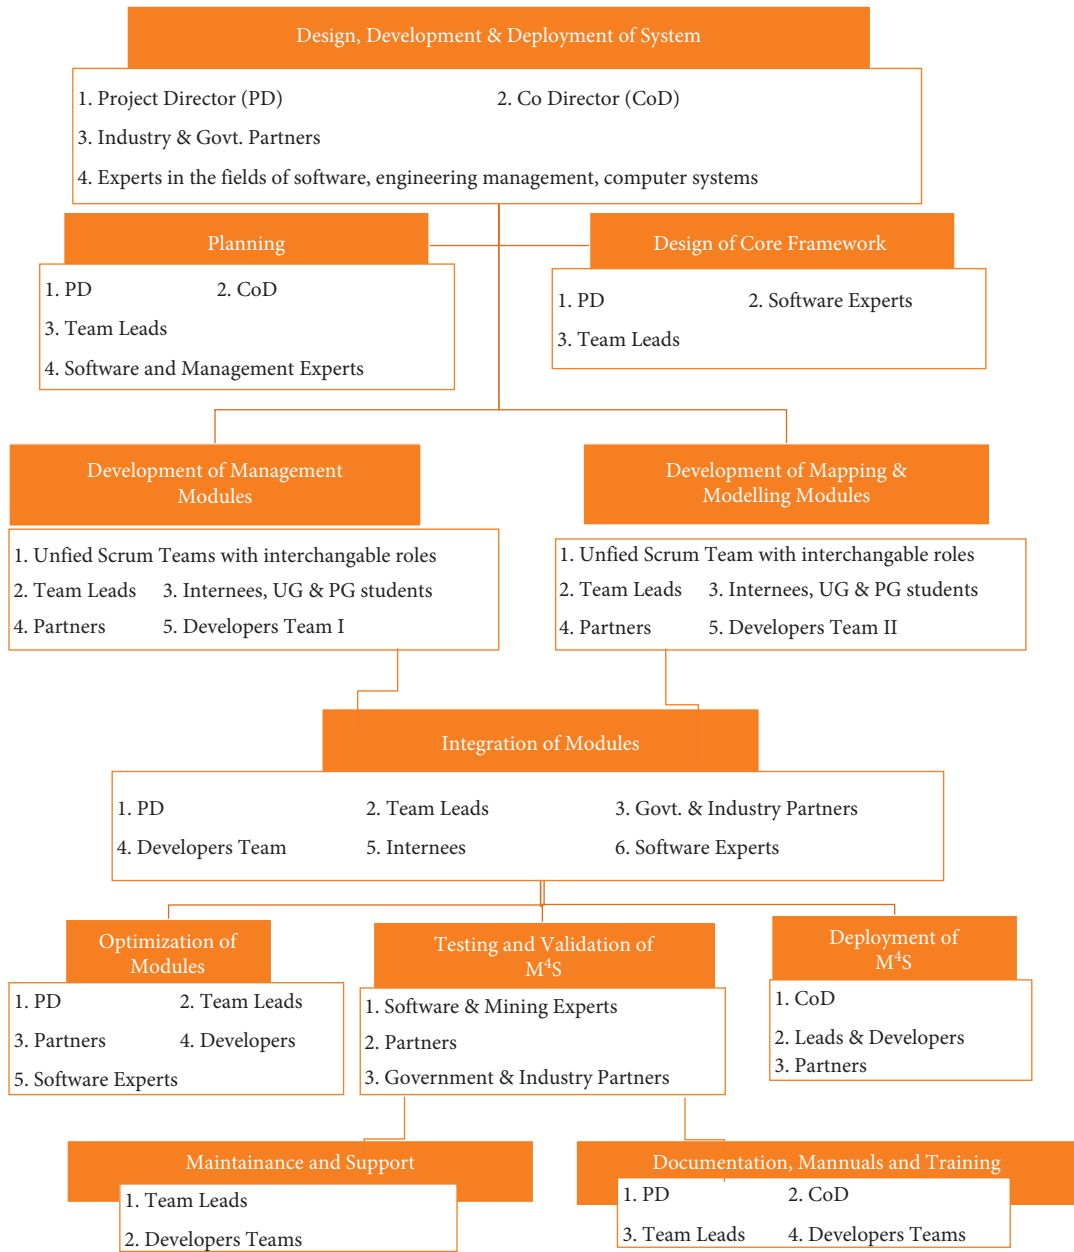 Design, Development & Deployment of System
1. Project Director (PD) 2. Co Director (CoD)
3. Industry & Govt. Partners
4. Experts in the fields of software, engineering management, computer systems
Planning
1. PD 2. CoD
3. Team Leads
4. Software and Management Experts
Design of Core Framework
1. PD 2. Software Experts
3. Team Leads
Development of Management
Modules
1. Unfied Scrum Teams with interchangable roles
2. Team Leads 3. Internees, UG & PG students
4. Partners 5. Developers Team I
Development of Mapping &
Modelling Modules
1. Unfied Scrum Team with interchangable roles
2. Team Leads 3. Internees, UG & PG students
4. Partners 5. Developers Team II
Integration of Modules
1. PD 2. Team Leads 3. Govt. & Industry Partners
4. Developers Team 5. Internees 6. Software Experts
Optimization of
Modules
1. PD 2. Team Leads
3. Partners 4. Developers
5. Software Experts
Testing and Validation of
M⁴S
1. Software & Mining Experts
2. Partners
3. Government & Industry Partners
Deployment of
M⁴S
1. CoD
2. Leads & Developers
3. Partners
Maintainance and Support
1. Team Leads
2. Developers Teams
Documentation, Mannuals and Training
1. PD 2. CoD
3. Team Leads 4. Developers Teams